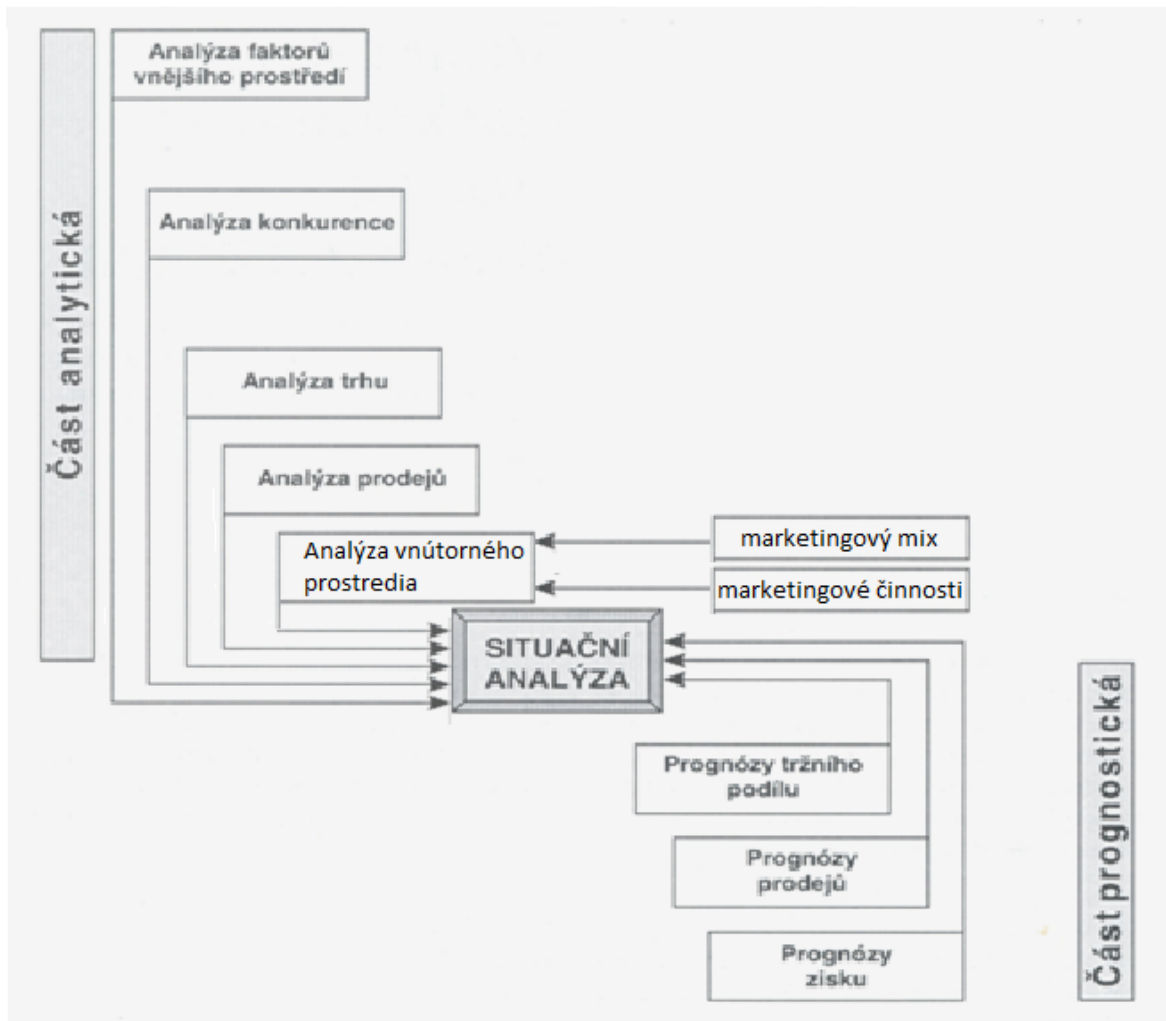 Analýza faktorů
vnějšího prostředí
Část analytická
Analýza konkurence
Analýza trhu
Analýza prodejů
marketingový mix
Analýza vnútorného
prostredia
marketingové činnosti
SITUAČNÍ
ANALÝZA
Prognózy tržního
podílu
Část prognostická
Prognózy
prodejů
Prognózy
zisku